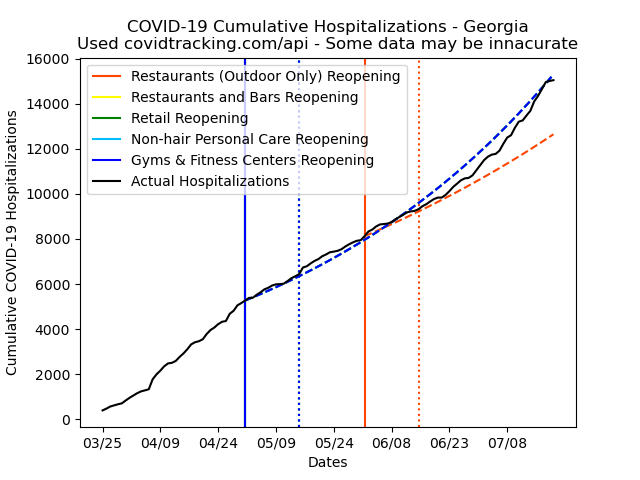 COVID-19 Cumulative Hospitalizations - Georgia
Used covidtracking.com/api - Some data may be innacurate
Restaurants (Outdoor Only) Reopening
Restaurants and Bars Reopening
Retail Reopening
Non-hair Personal Care Reopening
Gyms & Fitness Centers Reopening
Actual Hospitalizations
Cumulative COVID-19 Hospitalizations
16000
14000
12000
10000
8000
6000
4000
2000
0
03/25 04/09 04/24 05/09 05/24 06/08 06/23 07/08
Dates